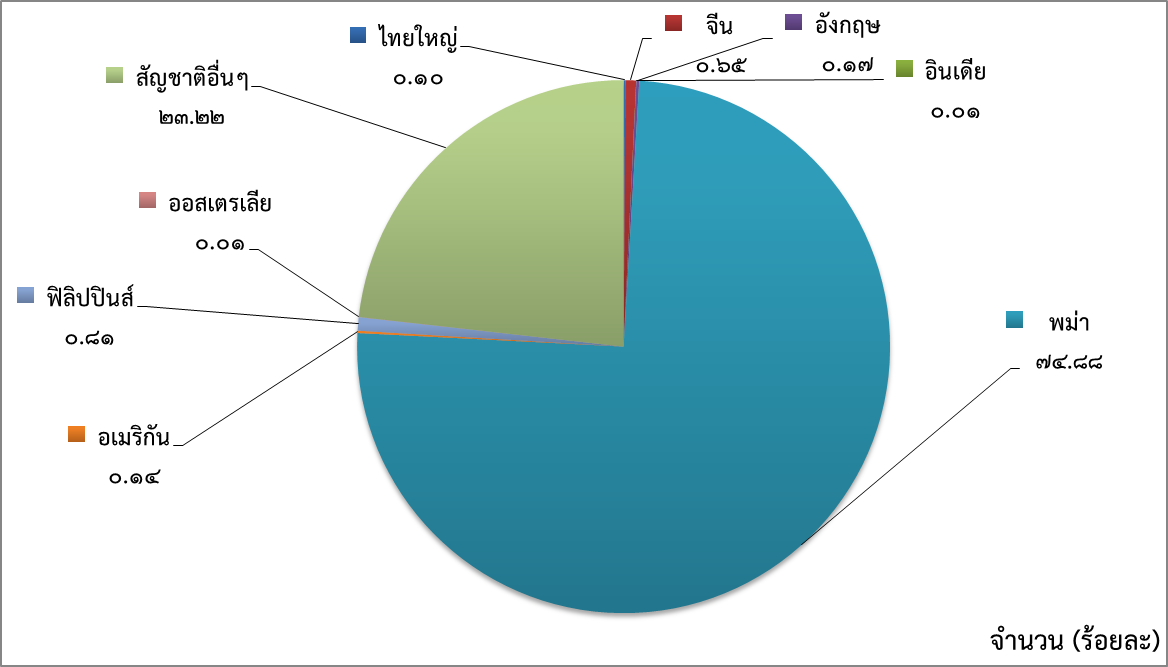 ไทยใหญ่
๐.๑๐
จีน
๐.๖๕
อังกฤษ
๐.๑๗
อินเดีย
๐.๐๑
พม่า
๗๔.๘๘
อเมริกัน
๐.๑๔
ฟิลิปปินส์
๐.๘๑
ออสเตรเลีย
๐.๐๑
สัญชาติอื่นๆ
๒๓.๒๒
จำนวน (ร้อยละ)